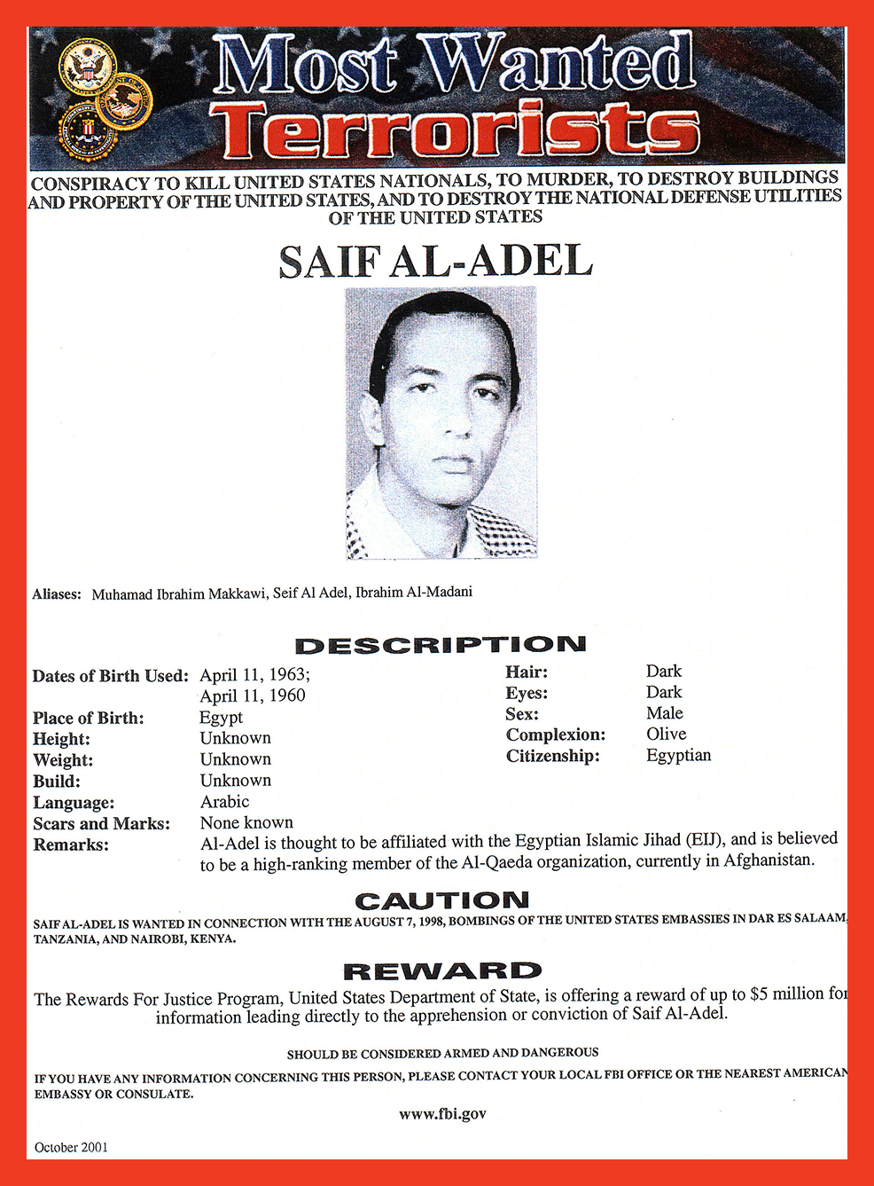 Most Wanted
Terrorists
CONSPIRACY TO KILL UNITED STATES NATIONALS, TO MURDER, TO DESTROY BUILDINGS
AND PROPERTY OF THE UNITED STATES, AND TO DESTROY THE NATIONAL DEFENSE UTILITIES
OF THE UNITED STATES
SAIF AL-ADEL
Aliases: Muhamad Ibrahim Makkawi, Seif Al Adel, Ibrahim Al-Madani
DESCRIPTION
Dates of Birth Used: April 11, 1963;
April 11, 1960
Place of Birth: Egypt
Height: Unknown
Weight: Unknown
Build: Unknown
Language: Arabic
Scars and Marks: None known
Hair: Dark
Eyes: Dark
Sex: Male
Complexion: Olive
Citizenship: Egyptian
Remarks: Al-Adel is thought to be affiliated with the Egyptian Islamic Jihad (EIJ), and is believed
to be a high-ranking member of the Al-Qaeda organization, currently in Afghanistan.
CAUTION
SAIF AL-ADEL IS WANTED IN CONNECTION WITH THE AUGUST 7, 1998, BOMBINGS OF THE UNITED STATES EMBASSIES IN DAR ES SALAAM,
TANZANIA, AND NAIROBI, KENYA.
REWARD
The Rewards For Justice Program, United States Department of State, is offering a reward of up to $5 million for
information leading directly to the apprehension or conviction of Saif Al-Adel.
SHOULD BE CONSIDERED ARMED AND DANGEROUS
IF YOU HAVE ANY INFORMATION CONCERNING THIS PERSON, PLEASE CONTACT YOUR LOCAL FBI OFFICE OR THE NEAREST AMERICAN
EMBASSY OR CONSULATE.
www.fbi.gov
October 2001